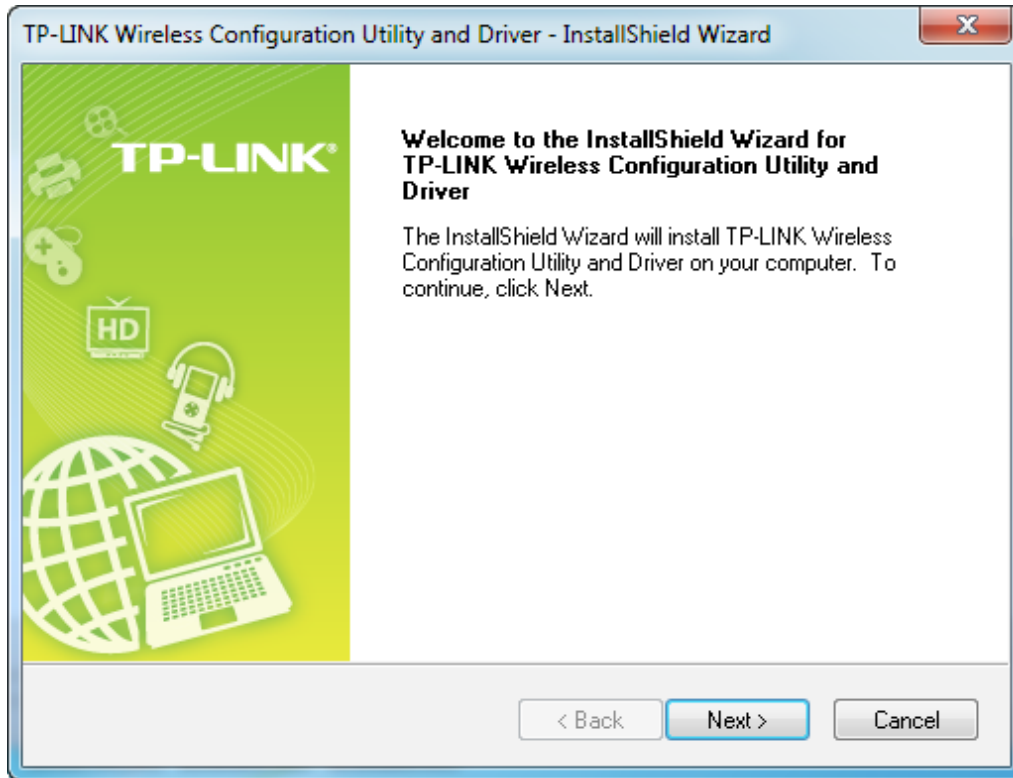 TP-LINK Wireless Configuration Utility and Driver - InstallShield Wizard
TP-LINK®
HD
Welcome to the InstallShield Wizard for
TP-LINK Wireless Configuration Utility and
Driver
The InstallShield Wizard will install TP-LINK Wireless
Configuration Utility and Driver on your computer. To
continue, click Next.
< Back Next > Cancel